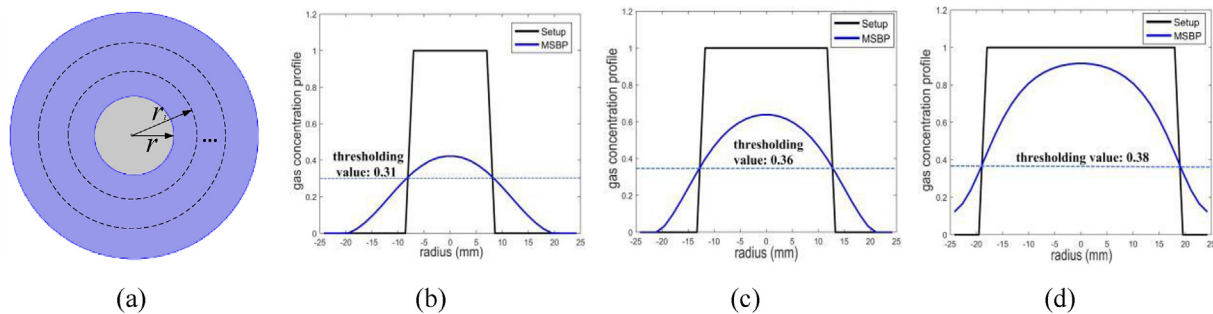 r
r_i
...
(a)
gas concentration profile
1.4
1.2
1
0.8
0.6
0.4
0.2
0
Setup
MSBP
thresholding
value: 0.31
-25 -20 -15 -10 -5 0 5 10 15 20 25
radius (mm)
(b)
gas concentration profile
1.2
1
0.8
0.6
0.4
0.2
0
Setup
MSBP
thresholding
value: 0.36
-25 -20 -15 -10 -5 0 5 10 15 20 25
radius (mm)
(c)
gas concentration profile
1.2
1
0.8
0.6
0.4
0.2
0
Setup
MSBP
thresholding value: 0.38
-25 -20 -15 -10 -5 0 5 10 15 20 25
radius (mm)
(d)